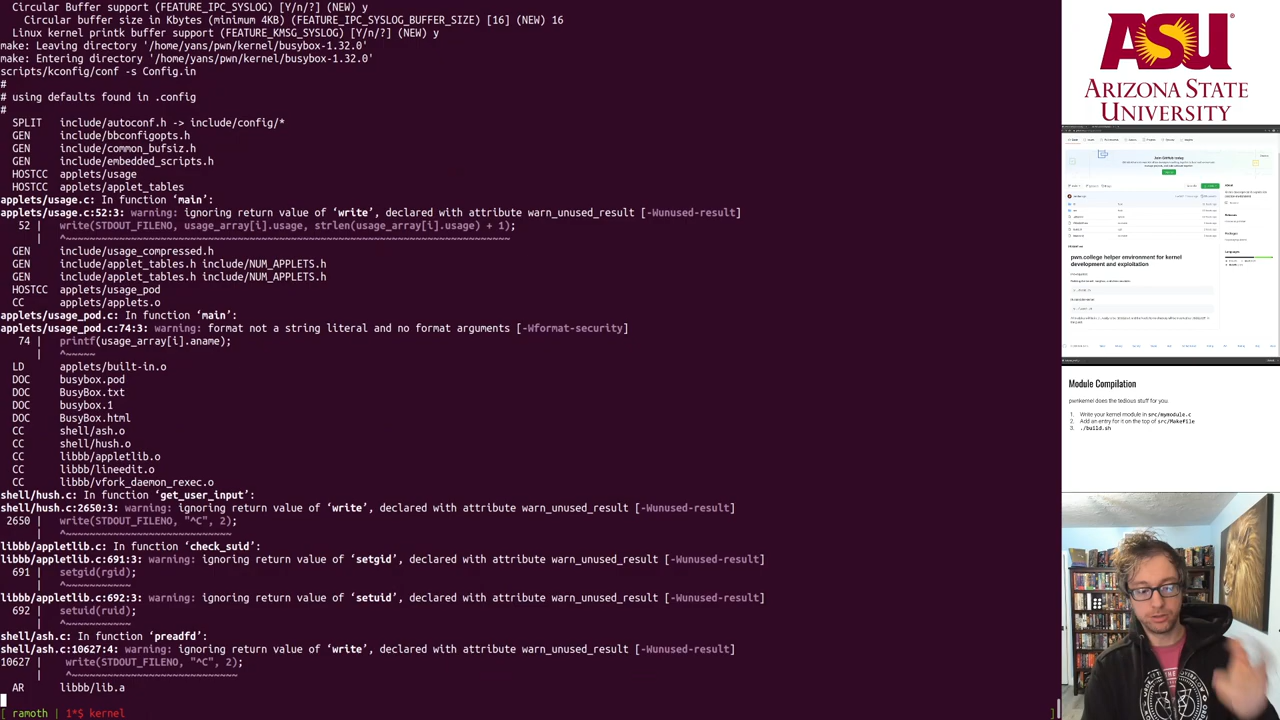 Circular Buffer support (FEATURE_IPC_SYSLOG) [Y/n/?] (NEW) y
Circular buffer size in Kbytes (minimum 4KB) (FEATURE_IPC_SYSLOG_BUFFER_SIZE) [16] (NEW) 16
Linux kernel printk buffer support (FEATURE_KMSG_SYSLOG) [Y/n/?] (NEW) y
make: Leaving directory '/home/yans/pwn/kernel/busybox-1.32.0'
make: Entering directory '/home/yans/pwn/kernel/busybox-1.32.0'
scripts/kconfig/conf -s Config.in
#
# using defaults found in .config
#
SPLIT include/autoconf.h -> include/config/*
GEN include/bbconfigopts.h
GEN include/common_bufsiz.h
GEN include/embedded_scripts.h
HOSTCC applets/usage
HOSTCC applets/applet_tables
applets/usage.c: In function ‘main’:
applets/usage.c:52:3: warning: ignoring return value of ‘write’, declared with attribute warn_unused_result [-Wunused-result]
52 | write(STDOUT_FILENO, usage_array[i].usage, strlen(usage_array[i].usage) + 1);
| ^~~~~~~~~~~~~~~~~~~~~~~~~~~~~~~~~~~~~~~~~~~~~~~~~~~~~~~~~~~~~~~~~~~~~~~~~~~~
GEN include/usage_compressed.h
GEN include/applet_tables.h include/NUM_APPLETS.h
GEN include/applet_tables.h include/NUM_APPLETS.h
HOSTCC applets/usage_pod
CC applets/applets.o
applets/usage_pod.c: In function ‘main’:
applets/usage_pod.c:74:3: warning: format not a string literal and no format arguments [-Wformat-security]
74 | printf(usage_array[i].aname);
| ^~~~~~
LD applets/built-in.o
DOC busybox.pod
DOC BusyBox.txt
DOC busybox.1
DOC BusyBox.html
CC shell/ash.o
CC shell/hush.o
CC libbb/appletlib.o
CC libbb/lineedit.o
CC libbb/vfork_daemon_rexec.o
shell/hush.c: In function ‘get_user_input’:
shell/hush.c:2650:3: warning: ignoring return value of ‘write’, declared with attribute warn_unused_result [-Wunused-result]
2650 | write(STDOUT_FILENO, "^C", 2);
| ^~~~~~~~~~~~~~~~~~~~~~~~~~~~~
libbb/appletlib.c: In function ‘check_suid’:
libbb/appletlib.c:691:3: warning: ignoring return value of ‘setgid’, declared with attribute warn_unused_result [-Wunused-result]
691 | setgid(rgid);
| ^~~~~~~~~~~~
libbb/appletlib.c:692:3: warning: ignoring return value of ‘setuid’, declared with attribute warn_unused_result [-Wunused-result]
692 | setuid(ruid);
| ^~~~~~~~~~~~
shell/ash.c: In function ‘preadfd’:
shell/ash.c:10627:4: warning: ignoring return value of ‘write’, declared with attribute warn_unused_result [-Wunused-result]
10627 | write(STDOUT_FILENO, "^C", 2);
| ^~~~~~~~~~~~~~~~~~~~~~~~~~~~~
AR libbb/lib.a
[ ramoth | 1*$ kernel ]
ASU
ARIZONA STATE
UNIVERSITY
Join GitHub today
pwn.college helper environment for kernel
development and exploitation
Module Compilation
pwnkernel does the tedious stuff for you.
1. Write your kernel module in src/mymodule.c
2. Add an entry for it on the top of src/Makefile
3. ./build.sh